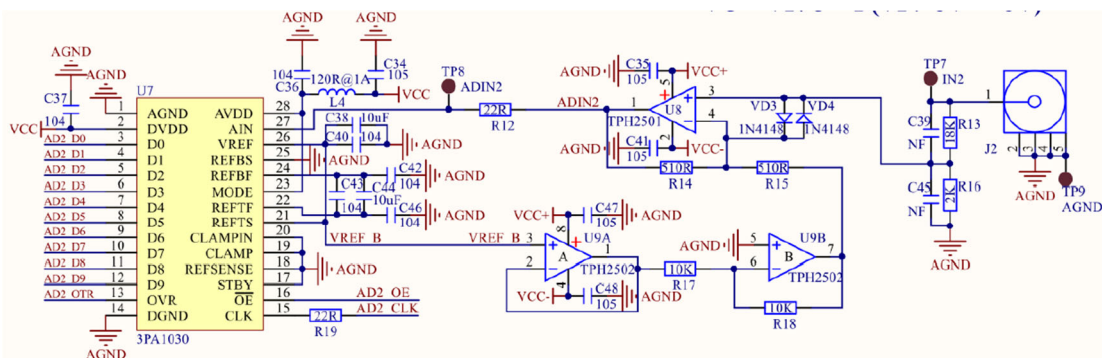 AGND
AGND
AGND
AGND
104
C36
120R@1A
L4
C34
105
VCC
TP8
ADIN2
C37
104
VCC
U7
1 AGND AVDD 28
2 DVDD AIN 27
AD2_D0 3 D0 VREF 26
AD2_D1 4 D1 REFBS 25
AD2_D2 5 D2 REFBF 24
AD2_D3 6 D3 MODE 23
AD2_D4 7 D4 REFTF 22
AD2_D5 8 D5 REFTS 21
AD2_D6 9 D6 CLAMPIN 20
AD2_D7 10 D7 CLAMP 19
AD2_D8 11 D8 REFSENSE 18
AD2_D9 12 D9 STBY 17
AD2_OTR 13 OVR OE 16 AD2_OE
14 DGND CLK 15 AD2_CLK
22R
R19
AGND
3PA1030
C38 10uF
C40 104
AGND
AGND
C42
104
AGND
C43
104
C44
10uF
C46
104
AGND
AGND
22R
R12
ADIN2
AGND
C35
105
VCC+
5
1
U8
TPH2501
3
4
2
AGND
C41
105
VCC-
VD3
VD4
1N4148
1N4148
510R
R14
510R
R15
VREF_B
VREF_B
VCC+
8
C47
105
AGND
U9A
3
2
A
1
TPH2502
4
VCC-
C48
105
AGND
10K
R17
AGND
5
6
B
7
U9B
TPH2502
10K
R18
TP7
IN2
C39
NF
18K
R13
C45
NF
2K
R16
AGND
1
J2
2
3
4
5
AGND
TP9
AGND